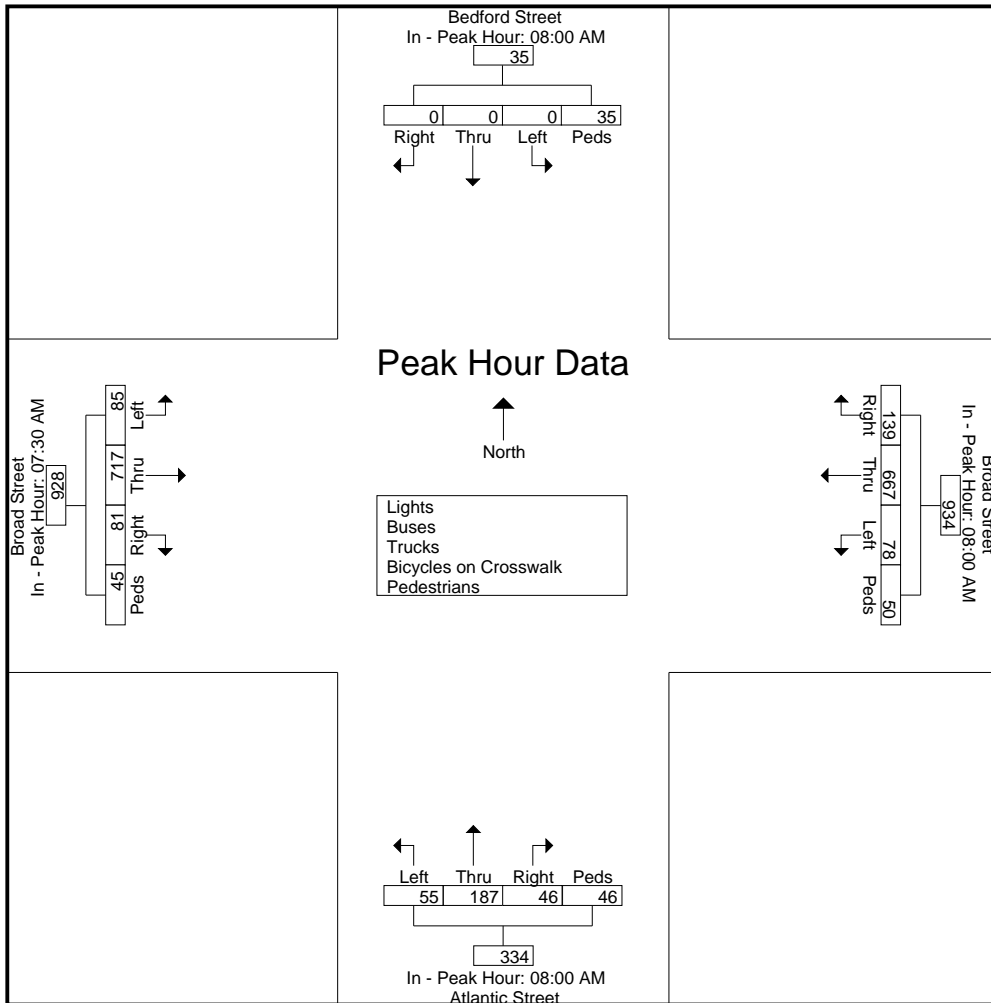 Bedford Street
In - Peak Hour: 08:00 AM
35
0 0 0 35
Right Thru Left Peds
Peak Hour Data
North
Lights
Buses
Trucks
Bicycles on Crosswalk
Pedestrians
Broad Street
In - Peak Hour: 07:30 AM
928
85 717 81 45
Left Thru Right Peds
Broad Street
In - Peak Hour: 08:00 AM
934
139 667 78 50
Right Thru Left Peds
Left Thru Right Peds
55 187 46 46
334
In - Peak Hour: 08:00 AM
Atlantic Street